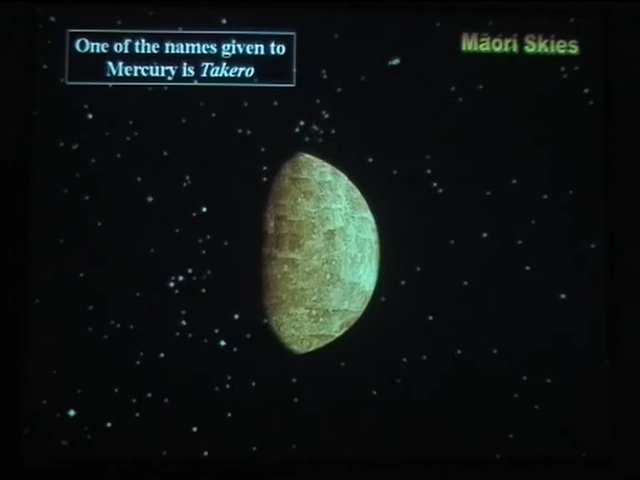 One of the names given to
Mercury is Takero
Māori Skies